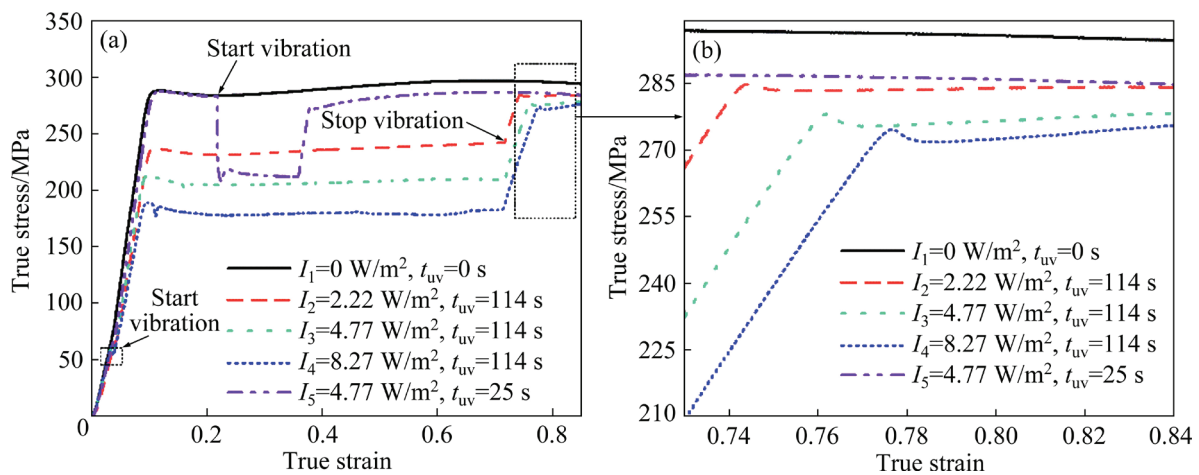 (a)
350
300
250
200
150
100
50
0
True stress/MPa
Start vibration
Stop vibration
Start
vibration
I₁=0 W/m², tᵤᵥ=0 s
I₂=2.22 W/m², tᵤᵥ=114 s
I₃=4.77 W/m², tᵤᵥ=114 s
I₄=8.27 W/m², tᵤᵥ=114 s
I₅=4.77 W/m², tᵤᵥ=25 s
0
0.2
0.4
0.6
0.8
True strain
(b)
285
270
255
240
225
210
True stress/MPa
I₁=0 W/m², tᵤᵥ=0 s
I₂=2.22 W/m², tᵤᵥ=114 s
I₃=4.77 W/m², tᵤᵥ=114 s
I₄=8.27 W/m², tᵤᵥ=114 s
I₅=4.77 W/m², tᵤᵥ=25 s
0.74
0.76
0.78
0.80
0.82
0.84
True strain